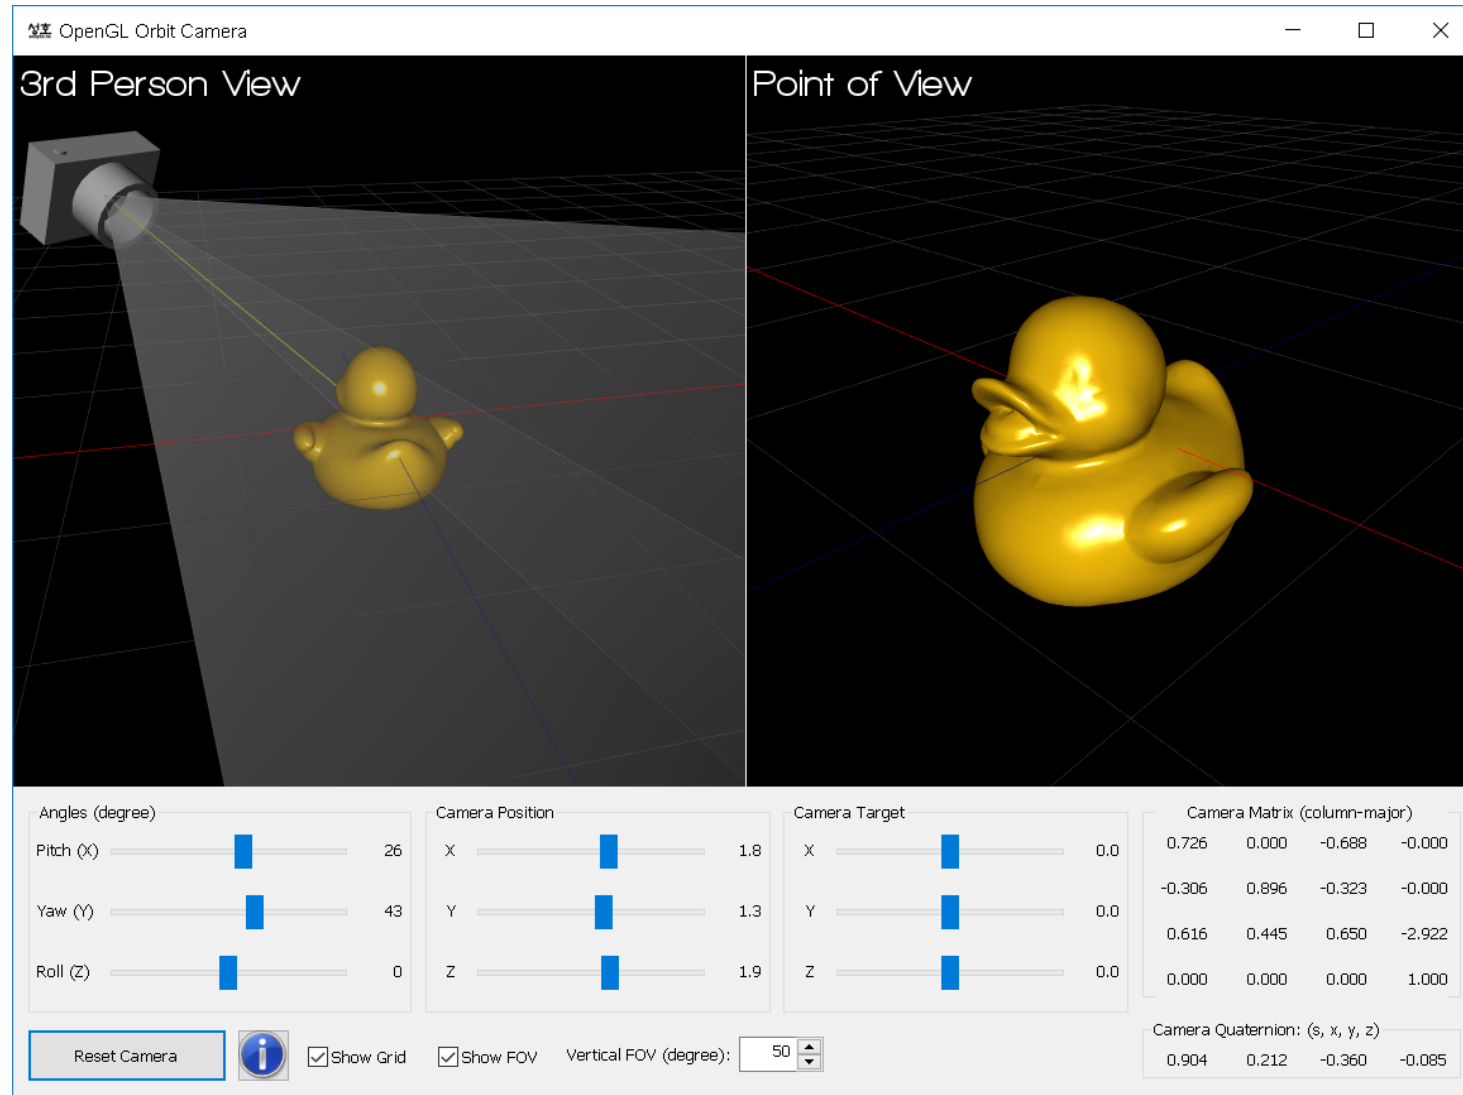 성호 OpenGL Orbit Camera
3rd Person View
Point of View
Angles (degree)
Pitch (X) 26
Yaw (Y) 43
Roll (Z) 0
Camera Position
X 1.8
Y 1.3
Z 1.9
Camera Target
X 0.0
Y 0.0
Z 0.0
Camera Matrix (column-major)
0.726 0.000 -0.688 -0.000
-0.306 0.896 -0.323 -0.000
0.616 0.445 0.650 -2.922
0.000 0.000 0.000 1.000
Reset Camera
Show Grid
Show FOV
Vertical FOV (degree): 50
Camera Quaternion: (s, x, y, z)
0.904 0.212 -0.360 -0.085